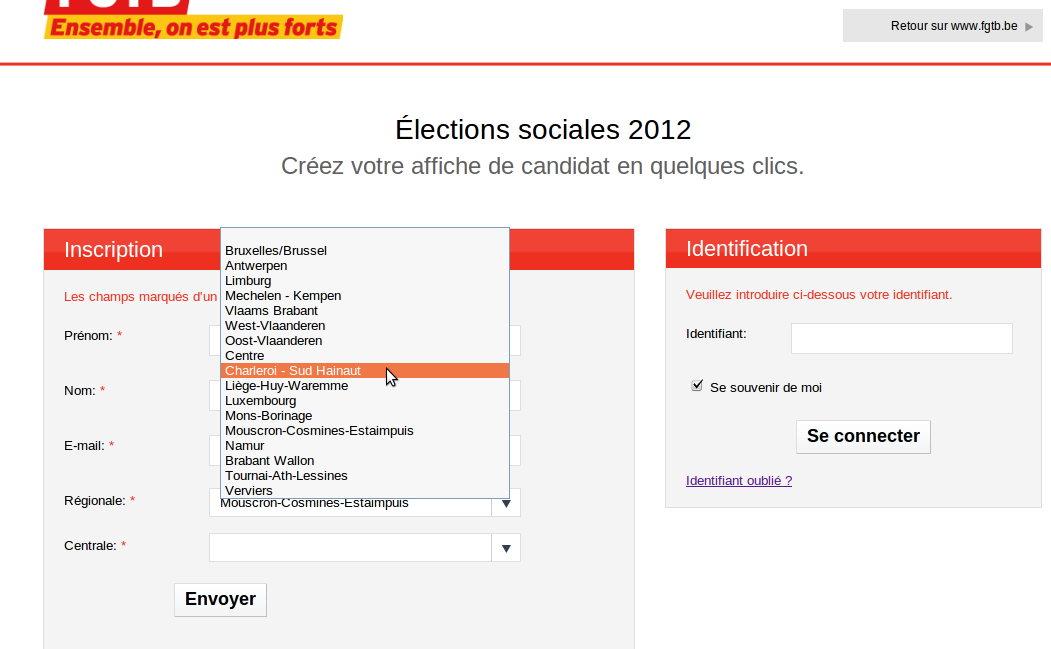 FGTB
Ensemble, on est plus forts
Retour sur www.fgtb.be
Élections sociales 2012
Créez votre affiche de candidat en quelques clics.
Inscription
Les champs marqués d'un
Prénom: *
Nom: *
E-mail: *
Régionale: *
Centrale: *
Bruxelles/Brussel
Antwerpen
Limburg
Mechelen - Kempen
Vlaams Brabant
West-Vlaanderen
Oost-Vlaanderen
Centre
Charleroi - Sud Hainaut
Liège-Huy-Waremme
Luxembourg
Mons-Borinage
Mouscron-Cosmines-Estaimpuis
Namur
Brabant Wallon
Tournai-Ath-Lessines
Verviers
Mouscron-Cosmines-Estaimpuis
Envoyer
Identification
Veuillez introduire ci-dessous votre identifiant.
Identifiant:
Se souvenir de moi
Se connecter
Identifiant oublié ?